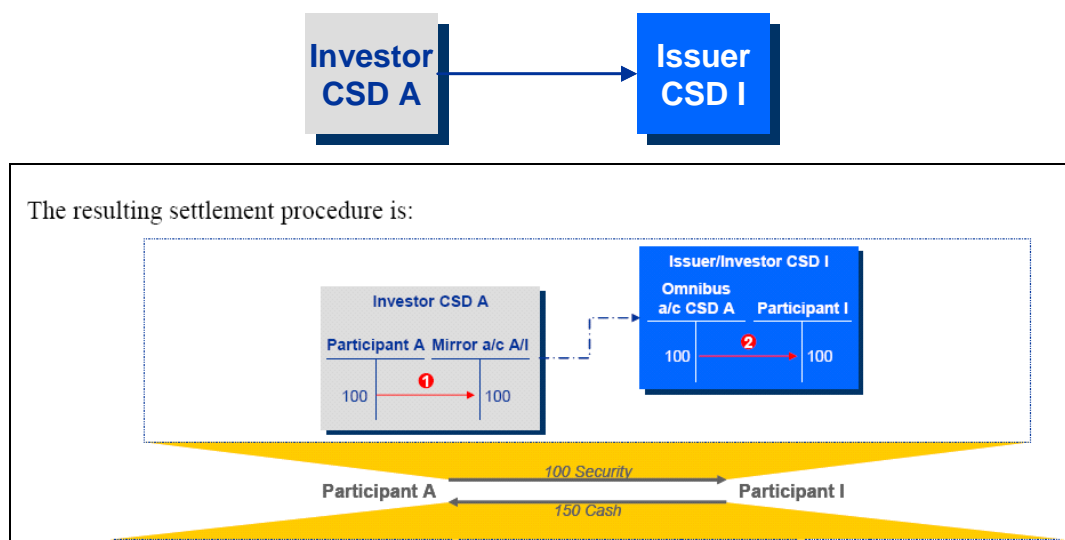 Investor
CSD A
Issuer
CSD I
The resulting settlement procedure is:
Investor CSD A
Participant A Mirror a/c A/I
100
1
100
Issuer/Investor CSD I
Omnibus
a/c CSD A Participant I
100
2
100
100 Security
Participant A
Participant I
150 Cash